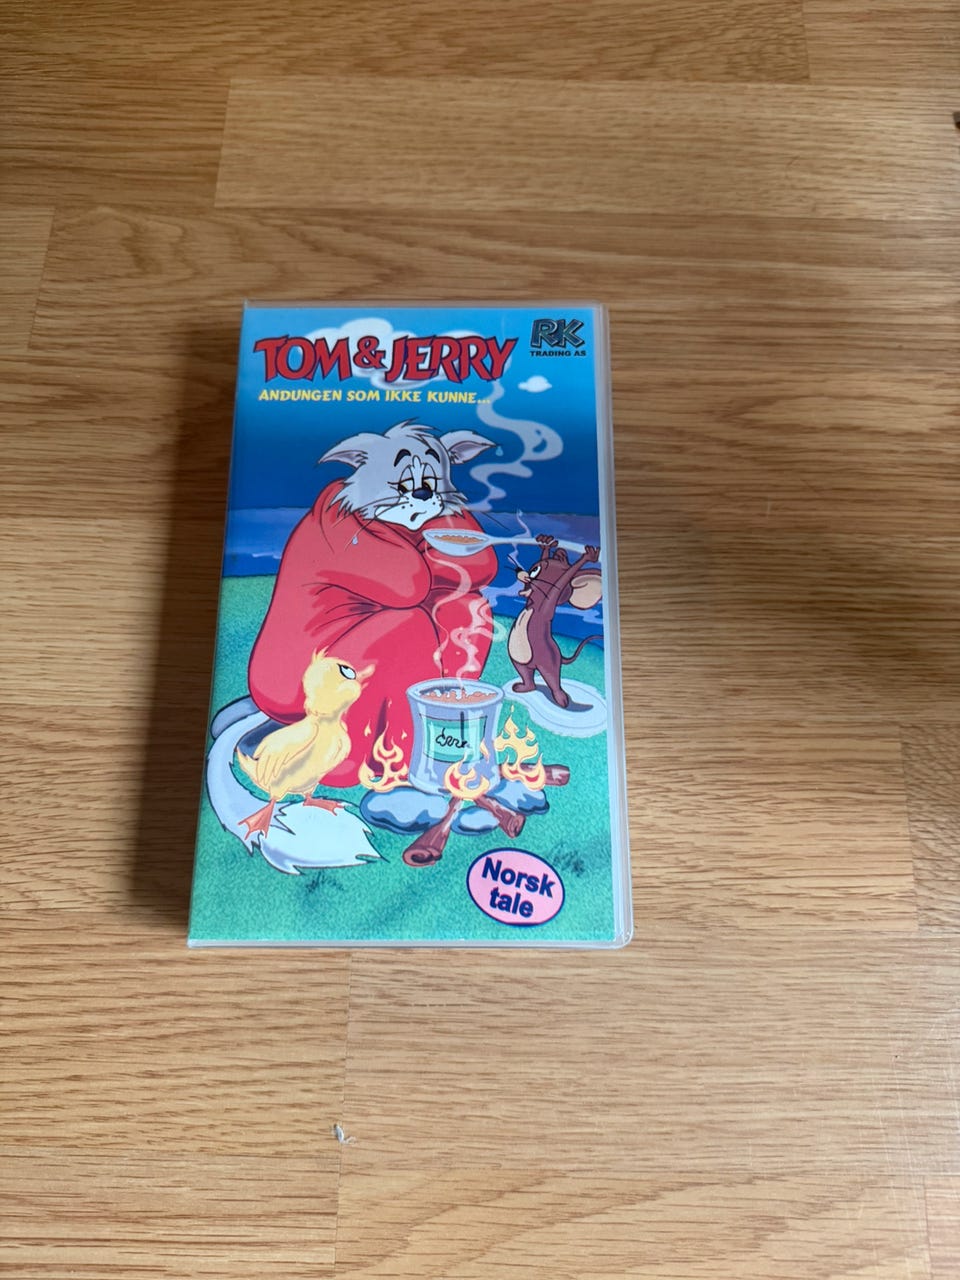 RK
TRADING AS
TOM & JERRY
ANDUNGEN SOM IKKE KUNNE...
Norsk
tale